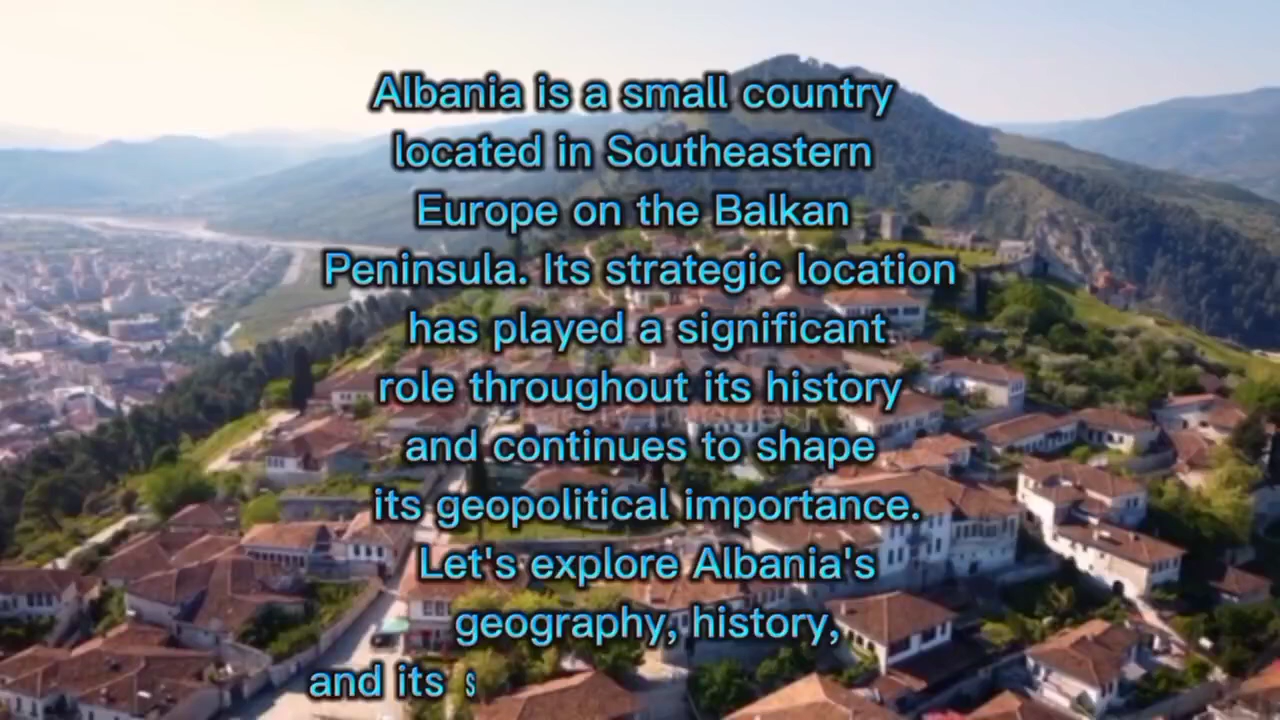 Albania is a small country
located in Southeastern
Europe on the Balkan
Peninsula. Its strategic location
has played a significant
role throughout its history
and continues to shape
its geopolitical importance.
Let's explore Albania's
geography, history,
and its s